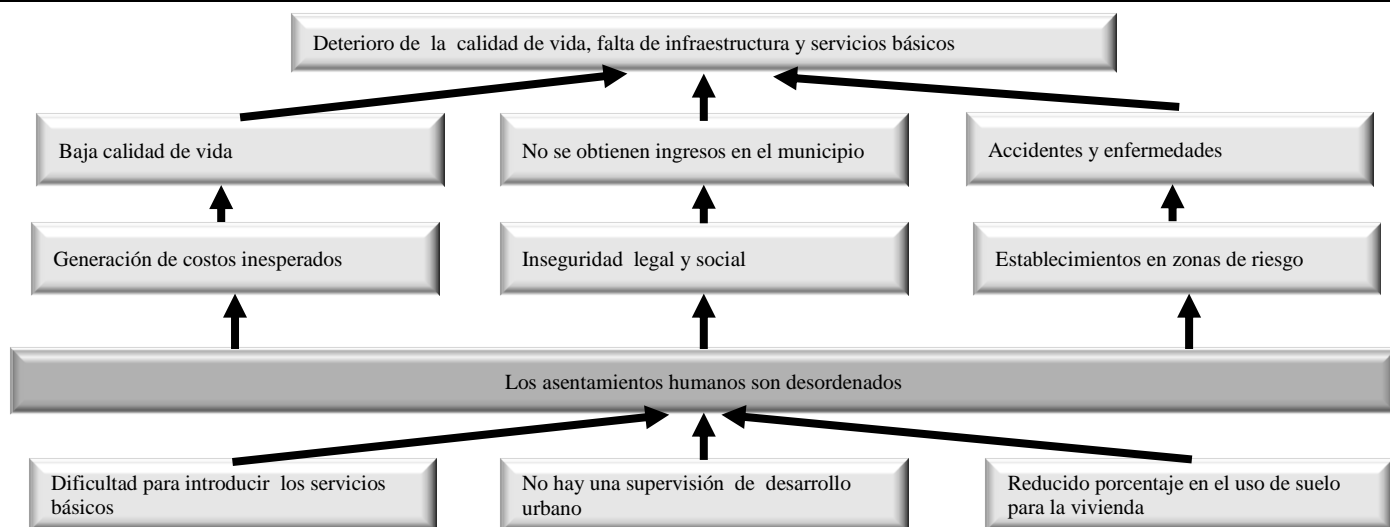 Deterioro de la calidad de vida, falta de infraestructura y servicios básicos
Baja calidad de vida
No se obtienen ingresos en el municipio
Accidentes y enfermedades
Generación de costos inesperados
Inseguridad legal y social
Establecimientos en zonas de riesgo
Los asentamientos humanos son desordenados
Dificultad para introducir los servicios
básicos
No hay una supervisión de desarrollo
urbano
Reducido porcentaje en el uso de suelo
para la vivienda